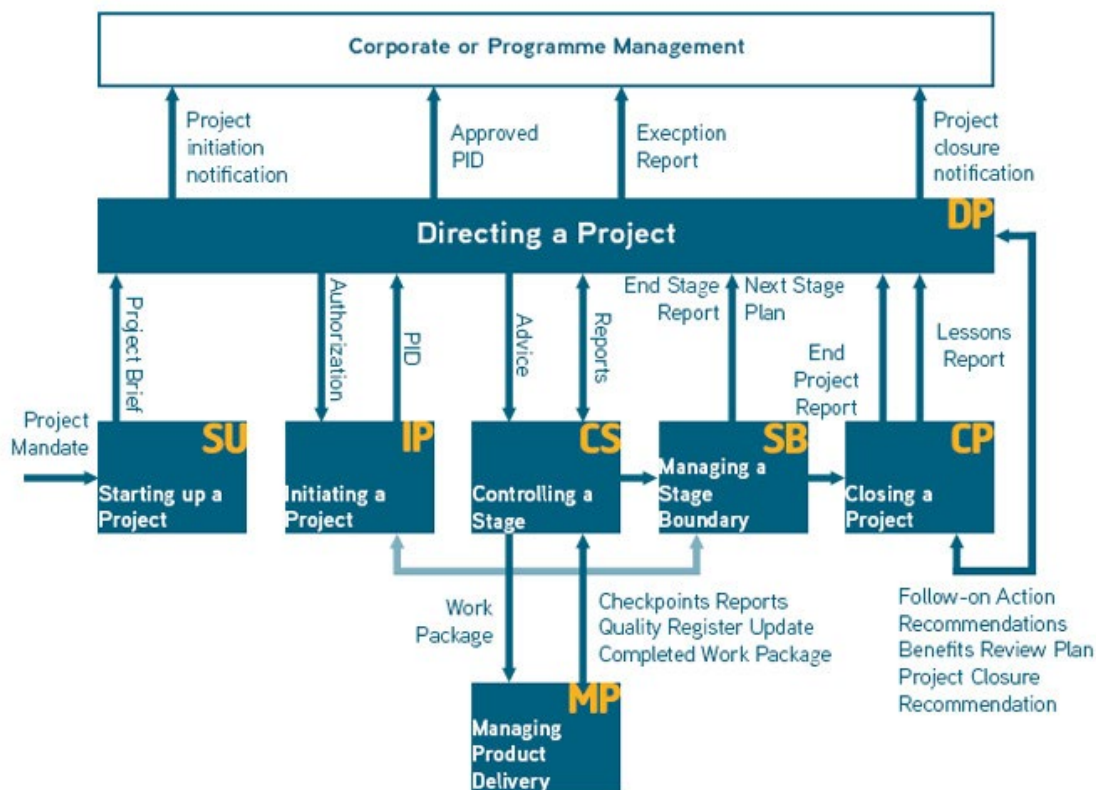 Corporate or Programme Management
Project
initiation
notification
Approved
PID
Execption
Report
Project
closure
notification
DP
Directing a Project
Project Brief
Authorization
PID
Advice
Reports
End Stage
Report
Next Stage
Plan
End
Project
Report
Lessons
Report
Project
Mandate
SU
Starting up a
Project
IP
Initiating a
Project
CS
Controlling a
Stage
SB
Managing a
Stage
Boundary
CP
Closing a
Project
Work
Package
Checkpoints Reports
Quality Register Update
Completed Work Package
Follow-on Action
Recommendations
Benefits Review Plan
Project Closure
Recommendation
MP
Managing
Product
Delivery